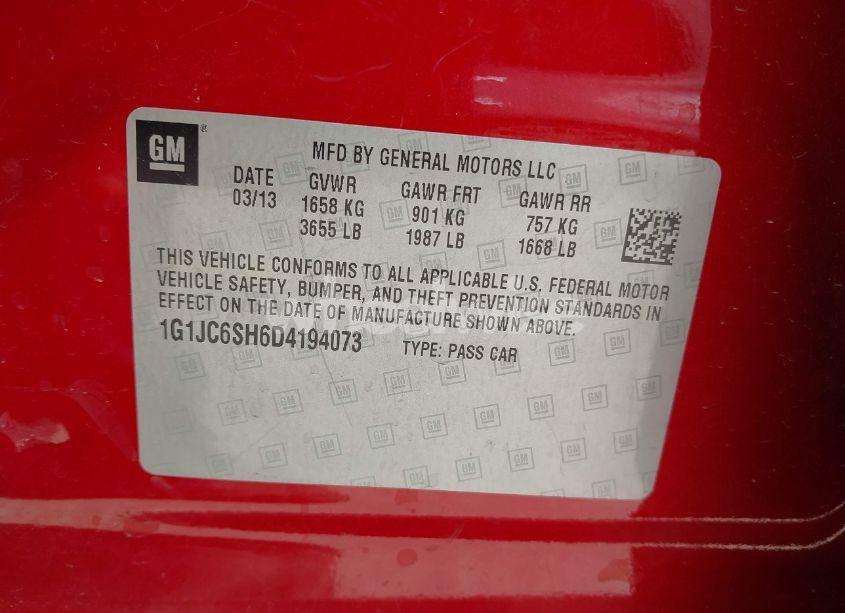 GM
MFD BY GENERAL MOTORS LLC
DATE GVWR GAWR FRT GAWR RR
03/13 1658 KG 901 KG 757 KG
3655 LB 1987 LB 1668 LB
THIS VEHICLE CONFORMS TO ALL APPLICABLE U.S. FEDERAL MOTOR
VEHICLE SAFETY, BUMPER, AND THEFT PREVENTION STANDARDS IN
EFFECT ON THE DATE OF MANUFACTURE SHOWN ABOVE.
1G1JC6SH6D4194073 TYPE: PASS CAR